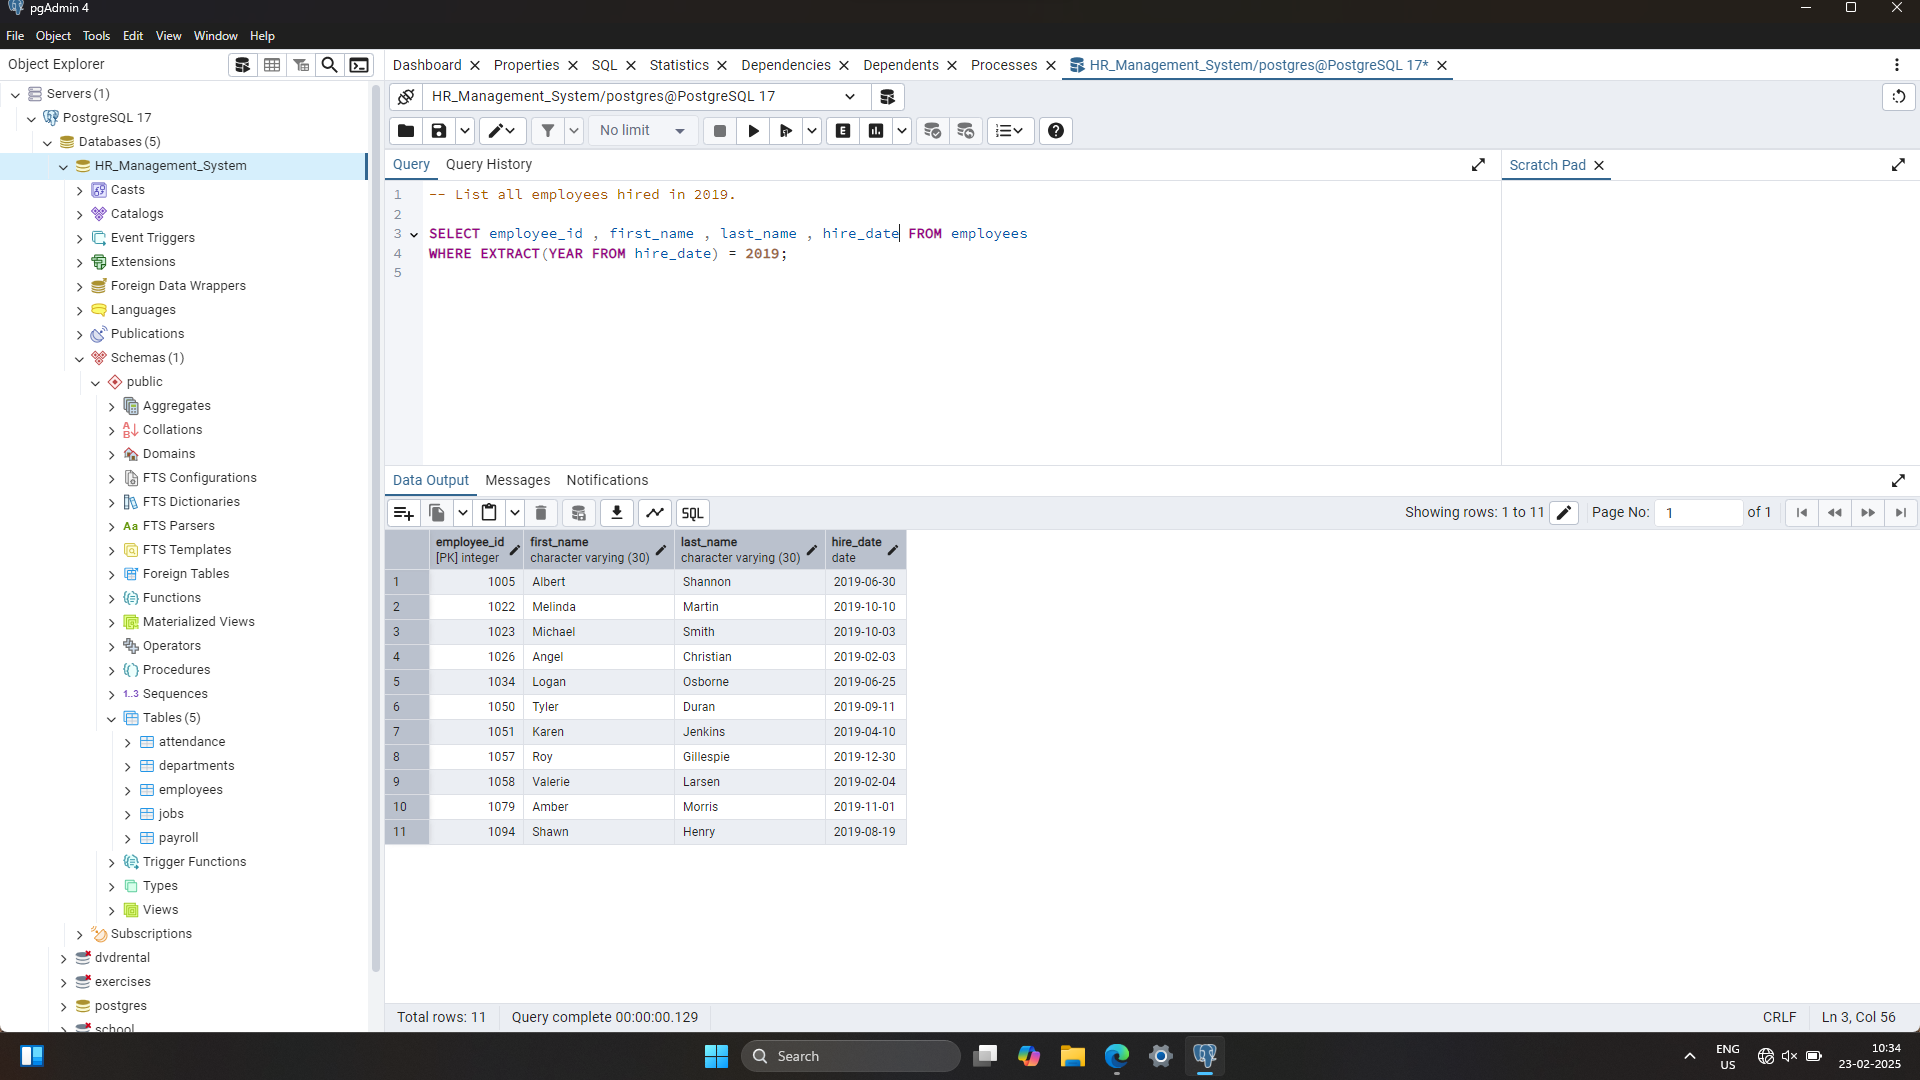 pgAdmin 4
File Object Tools Edit View Window Help
Object Explorer
Servers (1)
PostgreSQL 17
Databases (5)
HR_Management_System
Casts
Catalogs
Event Triggers
Extensions
Foreign Data Wrappers
Languages
Publications
Schemas (1)
public
Aggregates
Collations
Domains
FTS Configurations
FTS Dictionaries
FTS Parsers
FTS Templates
Foreign Tables
Functions
Materialized Views
Operators
Procedures
1..3 Sequences
Tables (5)
attendance
departments
employees
jobs
payroll
Trigger Functions
Types
Views
Subscriptions
dvdrental
exercises
postgres
school
Dashboard Properties SQL Statistics Dependencies Dependents Processes HR_Management_System/postgres@PostgreSQL 17*
HR_Management_System/postgres@PostgreSQL 17
No limit E
Query Query History
1 -- List all employees hired in 2019.
2
3 SELECT employee_id , first_name , last_name , hire_date FROM employees
4 WHERE EXTRACT(YEAR FROM hire_date) = 2019;
5
Scratch Pad
Data Output Messages Notifications
SQL Showing rows: 1 to 11 Page No: 1 of 1
employee_id first_name last_name hire_date
[PK] integer character varying (30) character varying (30) date
1 1005 Albert Shannon 2019-06-30
2 1022 Melinda Martin 2019-10-10
3 1023 Michael Smith 2019-10-03
4 1026 Angel Christian 2019-02-03
5 1034 Logan Osborne 2019-06-25
6 1050 Tyler Duran 2019-09-11
7 1051 Karen Jenkins 2019-04-10
8 1057 Roy Gillespie 2019-12-30
9 1058 Valerie Larsen 2019-02-04
10 1079 Amber Morris 2019-11-01
11 1094 Shawn Henry 2019-08-19
Total rows: 11 Query complete 00:00:00.129 CRLF Ln 3, Col 56
Search
ENG
US
10:34
23-02-2025